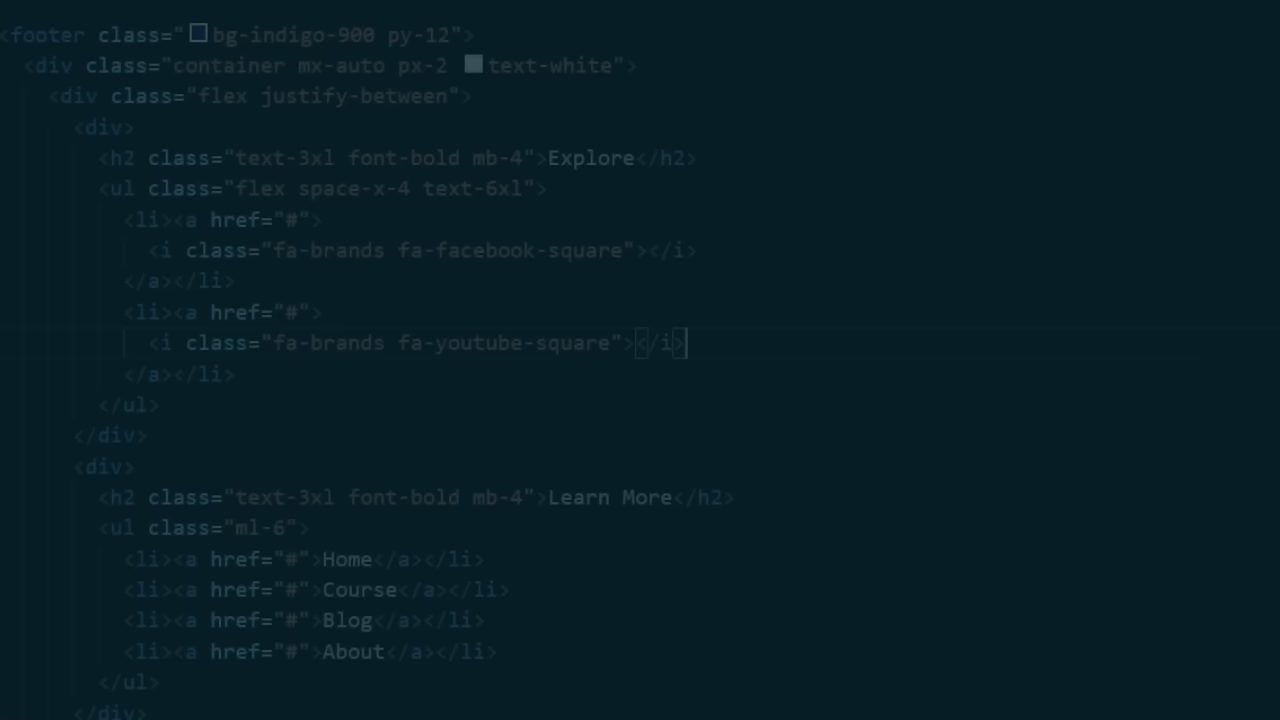 <footer class="bg-indigo-900 py-12">
<div class="container mx-auto px-2 text-white">
<div class="flex justify-between">
<div>
<h2 class="text-3xl font-bold mb-4">Explore</h2>
<ul class="flex space-x-4 text-6xl">
<li><a href="#">
<i class="fa-brands fa-facebook-square"></i>
</a></li>
<li><a href="#">
<i class="fa-brands fa-youtube-square"></i>
</a></li>
</ul>
</div>
<div>
<h2 class="text-3xl font-bold mb-4">Learn More</h2>
<ul class="ml-6">
<li><a href="#">Home</a></li>
<li><a href="#">Course</a></li>
<li><a href="#">Blog</a></li>
<li><a href="#">About</a></li>
</ul>
</div>